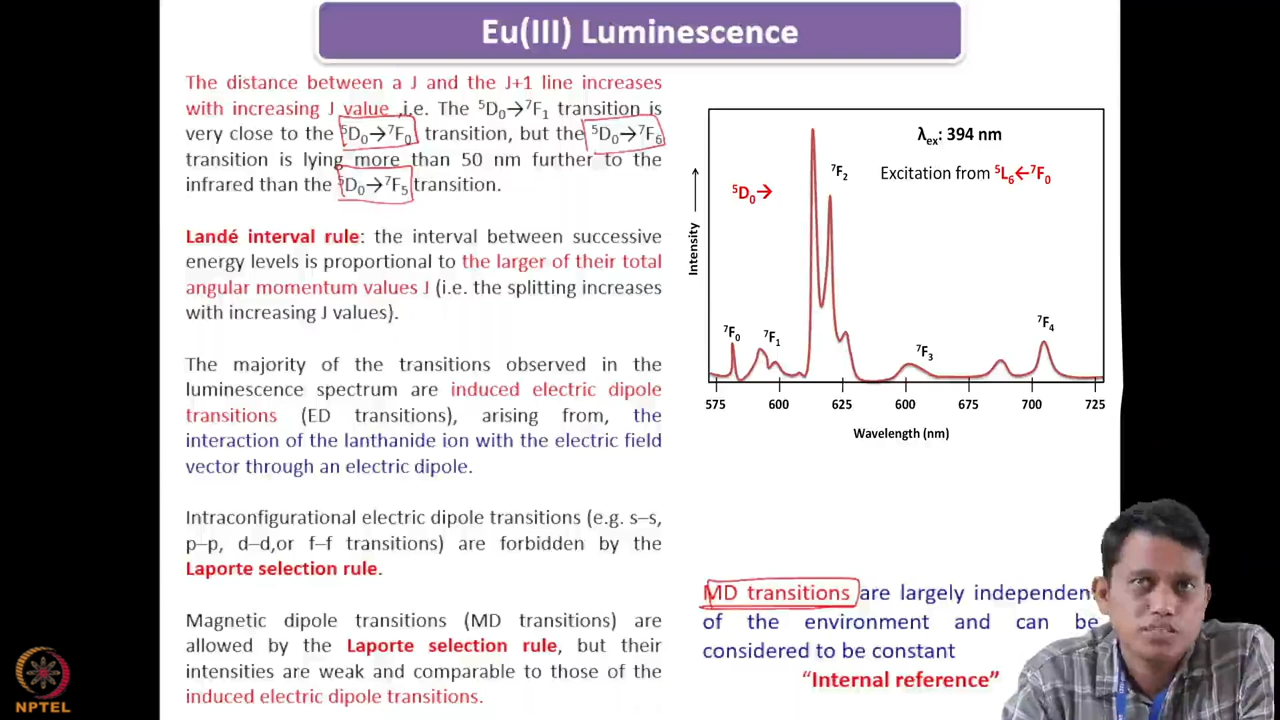 Eu(III) Luminescence
The distance between a J and the J+1 line increases
with increasing J value ,i.e. The ⁵D₀→⁷F₁ transition is
very close to the ⁵D₀→⁷F₀ transition, but the ⁵D₀→⁷F₆
transition is lying more than 50 nm further to the
infrared than the ⁵D₀→⁷F₅ transition.
Landé interval rule: the interval between successive
energy levels is proportional to the larger of their total
angular momentum values J (i.e. the splitting increases
with increasing J values).
The majority of the transitions observed in the
luminescence spectrum are induced electric dipole
transitions (ED transitions), arising from, the
interaction of the lanthanide ion with the electric field
vector through an electric dipole.
Intraconfigurational electric dipole transitions (e.g. s–s,
p–p, d–d,or f–f transitions) are forbidden by the
Laporte selection rule.
Magnetic dipole transitions (MD transitions) are
allowed by the Laporte selection rule, but their
intensities are weak and comparable to those of the
induced electric dipole transitions.
λex: 394 nm
Excitation from ⁵L₆←⁷F₀
⁵D₀→
⁷F₂
⁷F₀
⁷F₁
⁷F₃
⁷F₄
Intensity
575 600 625 600 675 700 725
Wavelength (nm)
MD transitions are largely independen
of the environment and can be
considered to be constant
“Internal reference”
NPTEL